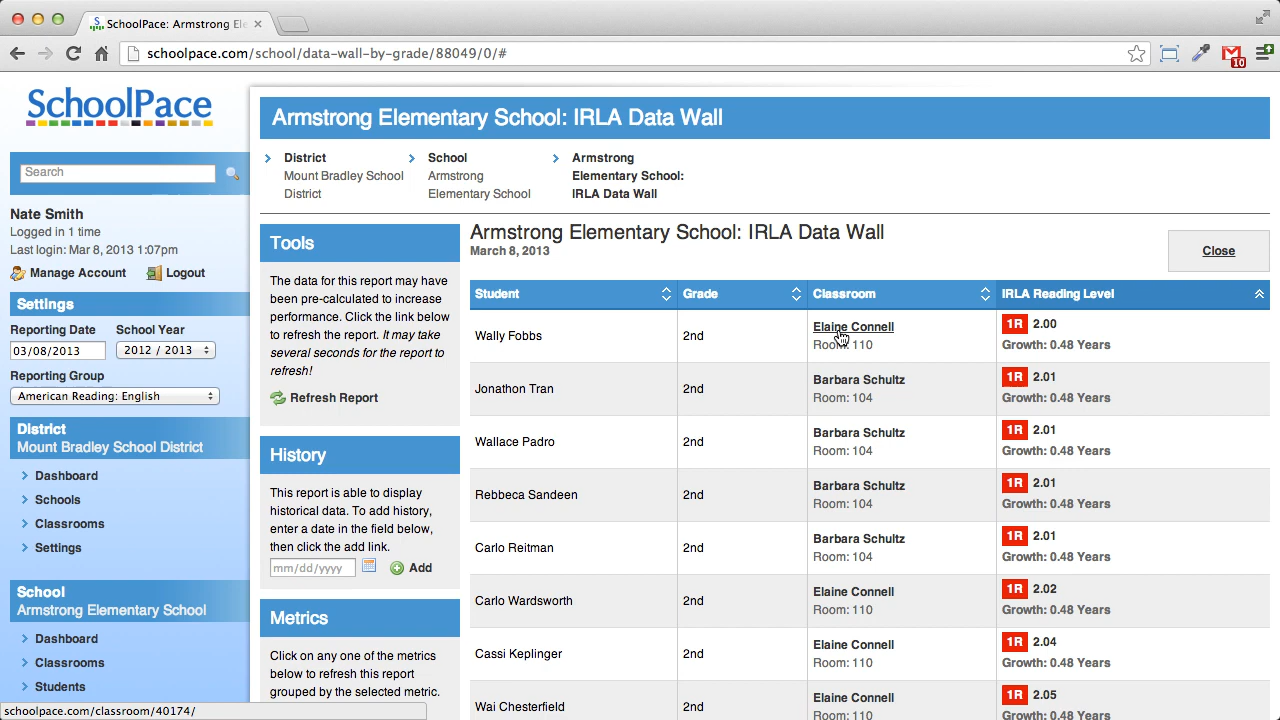 SchoolPace: Armstrong Ele
schoolpace.com/school/data-wall-by-grade/88049/0/#
10
SchoolPace
Search
Nate Smith
Logged in 1 time
Last login: Mar 8, 2013 1:07pm
Manage Account
Logout
Settings
Reporting Date
School Year
03/08/2013
2012 / 2013
Reporting Group
American Reading: English
District
Mount Bradley School District
Dashboard
Schools
Classrooms
Settings
School
Armstrong Elementary School
Dashboard
Classrooms
Students
schoolpace.com/classroom/40174/
Armstrong Elementary School: IRLA Data Wall
District
Mount Bradley School
District
School
Armstrong
Elementary School
Armstrong
Elementary School:
IRLA Data Wall
Tools
The data for this report may have
been pre-calculated to increase
performance. Click the link below
to refresh the report. It may take
several seconds for the report to
refresh!
Refresh Report
History
This report is able to display
historical data. To add history,
enter a date in the field below,
then click the add link.
mm/dd/yyyy
Add
Metrics
Click on any one of the metrics
below to refresh this report
grouped by the selected metric.
Armstrong Elementary School: IRLA Data Wall
March 8, 2013
Close
Student Grade Classroom IRLA Reading Level
Wally Fobbs 2nd Elaine Connell 1R 2.00
Room: 110 Growth: 0.48 Years
Jonathon Tran 2nd Barbara Schultz 1R 2.01
Room: 104 Growth: 0.48 Years
Wallace Padro 2nd Barbara Schultz 1R 2.01
Room: 104 Growth: 0.48 Years
Rebbeca Sandeen 2nd Barbara Schultz 1R 2.01
Room: 104 Growth: 0.48 Years
Carlo Reitman 2nd Barbara Schultz 1R 2.01
Room: 104 Growth: 0.48 Years
Carlo Wardsworth 2nd Elaine Connell 1R 2.02
Room: 110 Growth: 0.48 Years
Cassi Keplinger 2nd Elaine Connell 1R 2.04
Room: 110 Growth: 0.48 Years
Wai Chesterfield 2nd Elaine Connell 1R 2.05
Room: 110 Growth: 0.48 Years